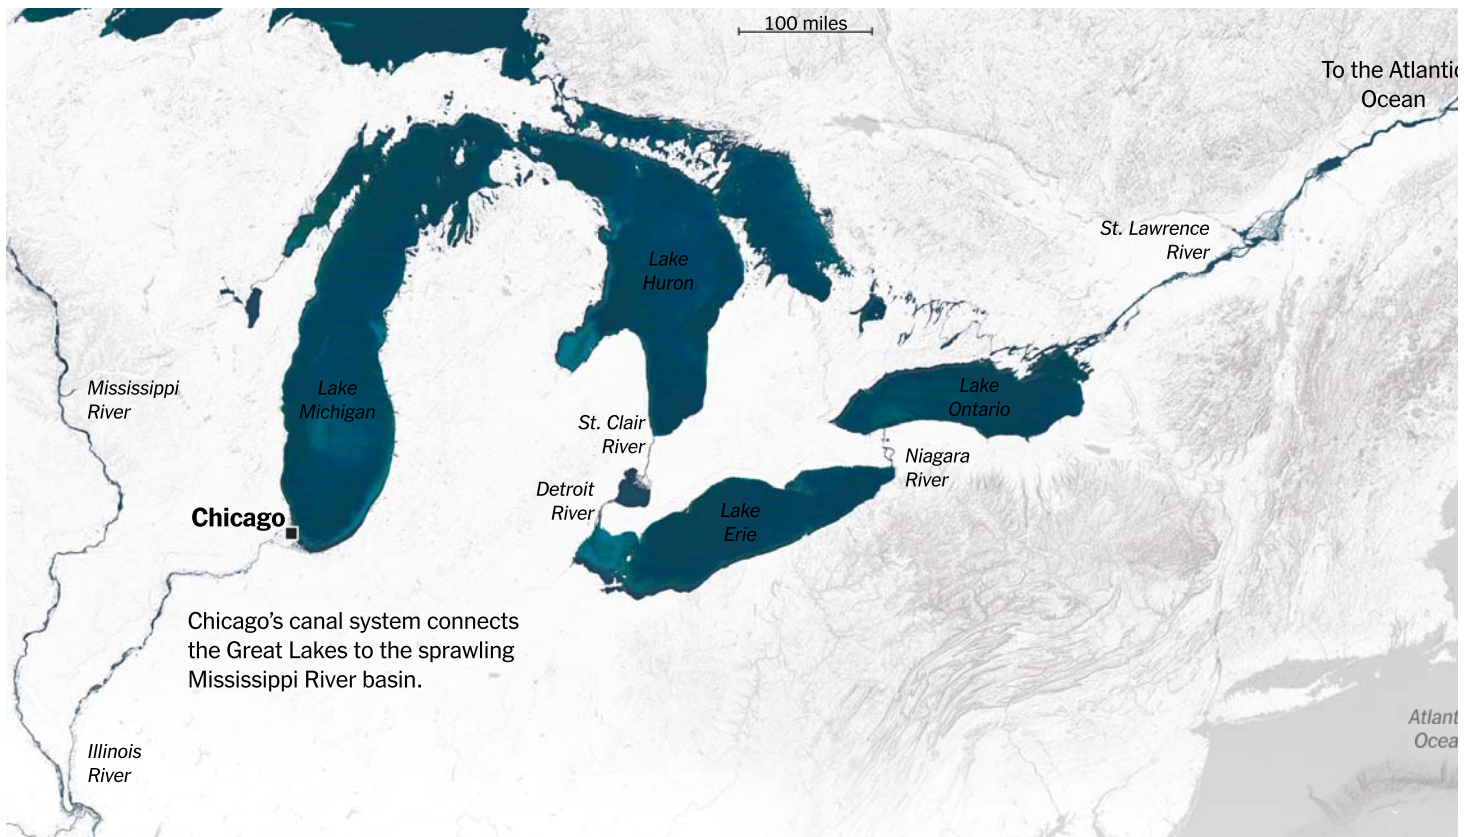 100 miles
To the Atlantic
Ocean
St. Lawrence
River
Lake
Huron
Mississippi
River
Lake
Michigan
Lake
Ontario
St. Clair
River
Niagara
River
Detroit
River
Lake
Erie
Chicago
Chicago’s canal system connects
the Great Lakes to the sprawling
Mississippi River basin.
Illinois
River
Atlant
Ocea